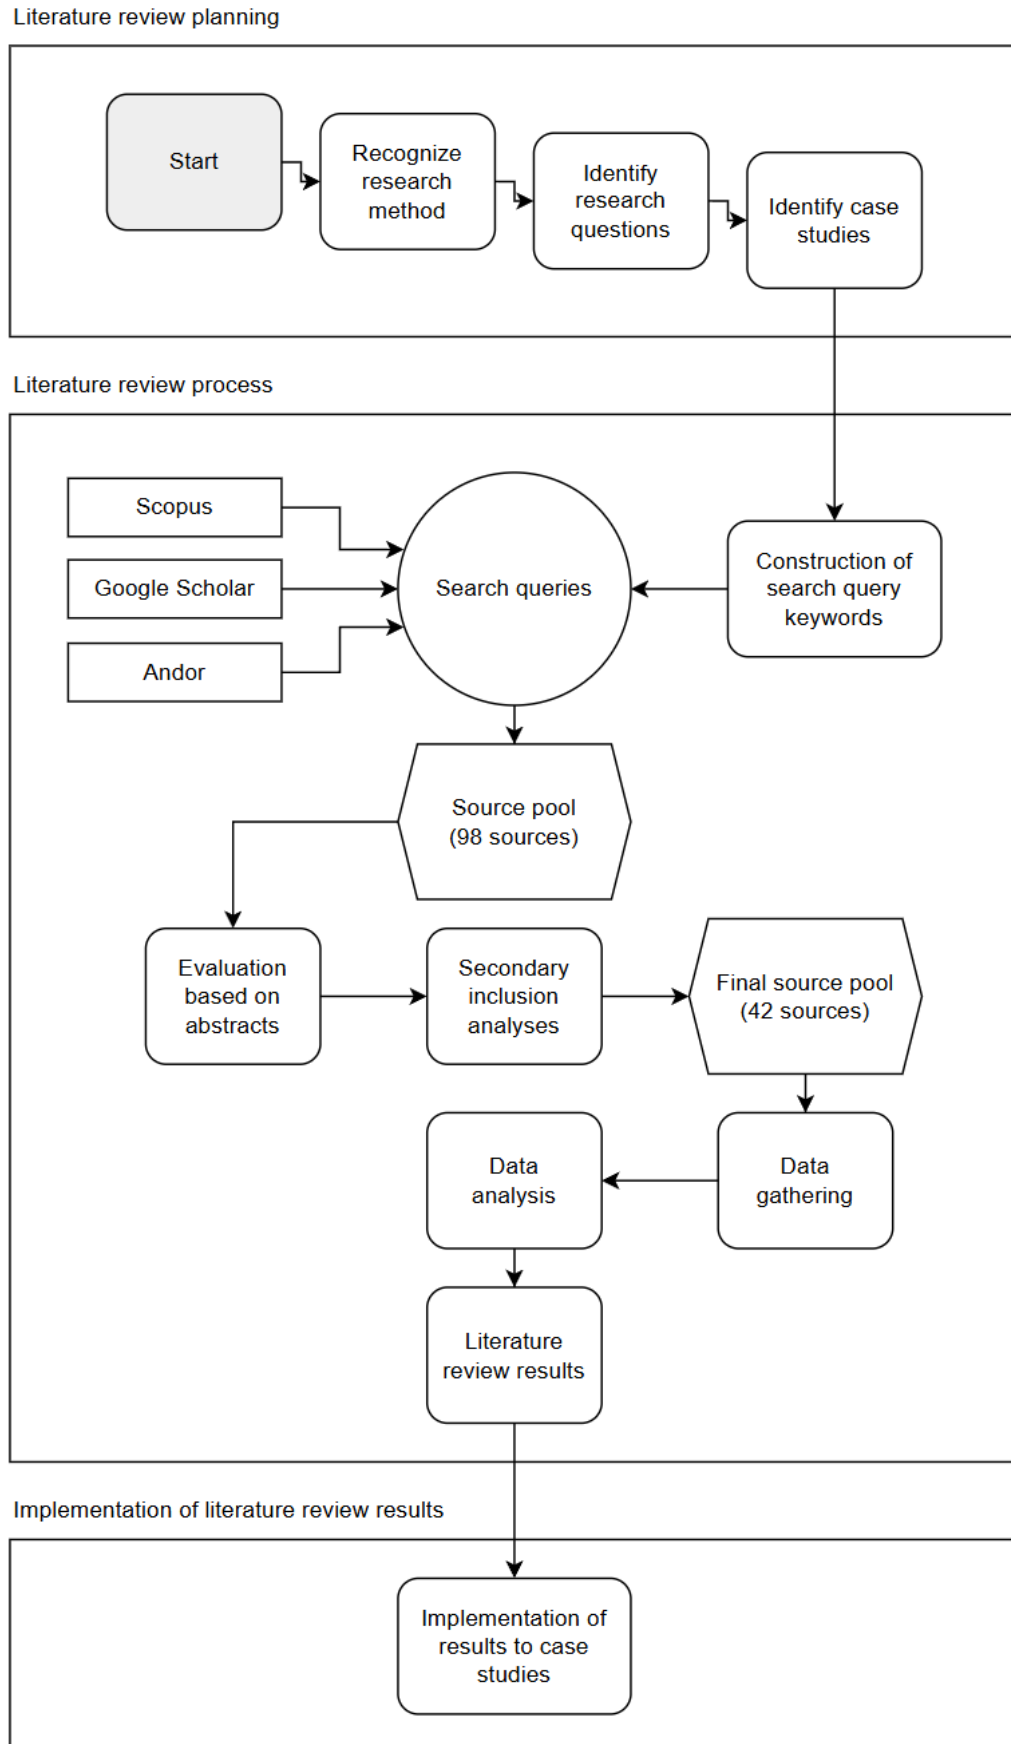 Literature review planning
Start
Recognize
research
method
Identify
research
questions
Identify case
studies
Literature review process
Scopus
Google Scholar
Andor
Search queries
Construction of
search query
keywords
Source pool
(98 sources)
Evaluation
based on
abstracts
Secondary
inclusion
analyses
Final source pool
(42 sources)
Data
analysis
Data
gathering
Literature
review results
Implementation of literature review results
Implementation of
results to case
studies